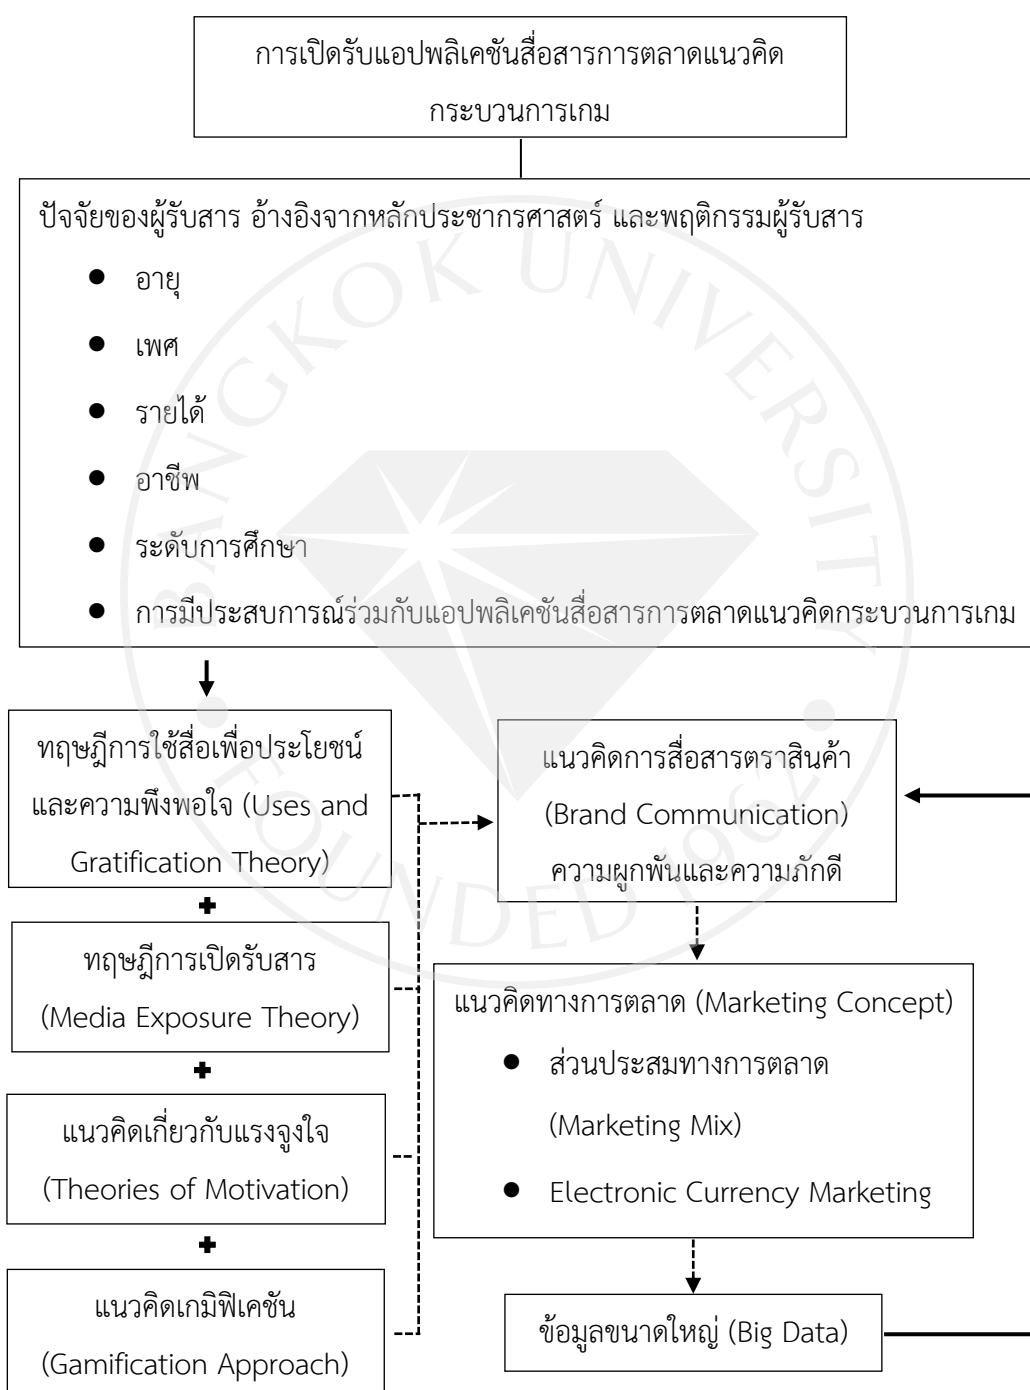 การเปิดรับแอปพลิเคชันสื่อสารการตลาดแนวคิด
กระบวนการเกม
ปัจจัยของผู้รับสาร อ้างอิงจากหลักประชากรศาสตร์ และพฤติกรรมผู้รับสาร
● อายุ
● เพศ
● รายได้
● อาชีพ
● ระดับการศึกษา
● การมีประสบการณ์ร่วมกับแอปพลิเคชันสื่อสารการตลาดแนวคิดกระบวนการเกม
ทฤษฎีการใช้สื่อเพื่อประโยชน์
และความพึงพอใจ (Uses and
Gratification Theory)
+
ทฤษฎีการเปิดรับสาร
(Media Exposure Theory)
+
แนวคิดเกี่ยวกับแรงจูงใจ
(Theories of Motivation)
+
แนวคิดเกมิฟิเคชัน
(Gamification Approach)
แนวคิดการสื่อสารตราสินค้า
(Brand Communication)
ความผูกพันและความภักดี
แนวคิดทางการตลาด (Marketing Concept)
● ส่วนประสมทางการตลาด
(Marketing Mix)
● Electronic Currency Marketing
ข้อมูลขนาดใหญ่ (Big Data)
BANGKOK UNIVERSITY
FOUNDED 1962